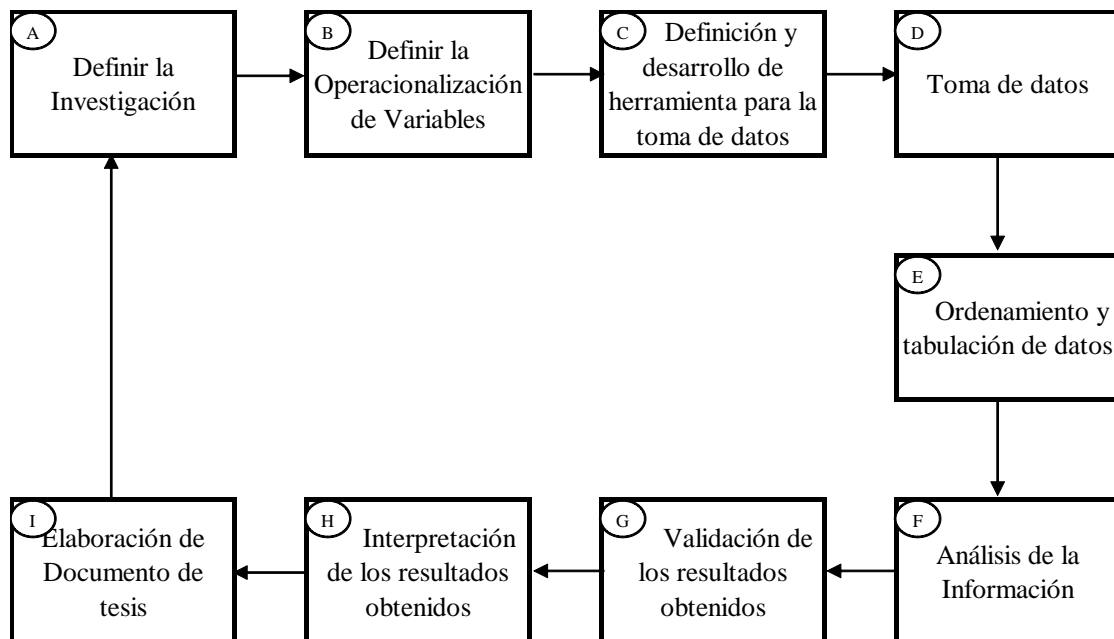 A
Definir la
Investigación
B
Definir la
Operacionalización
de Variables
C
Definición y
desarrollo de
herramienta para la
toma de datos
D
Toma de datos
E
Ordenamiento y
tabulación de datos
F
Análisis de la
Información
G
Validación de
los resultados
obtenidos
H
Interpretación
de los resultados
obtenidos
I
Elaboración de
Documento de
tesis